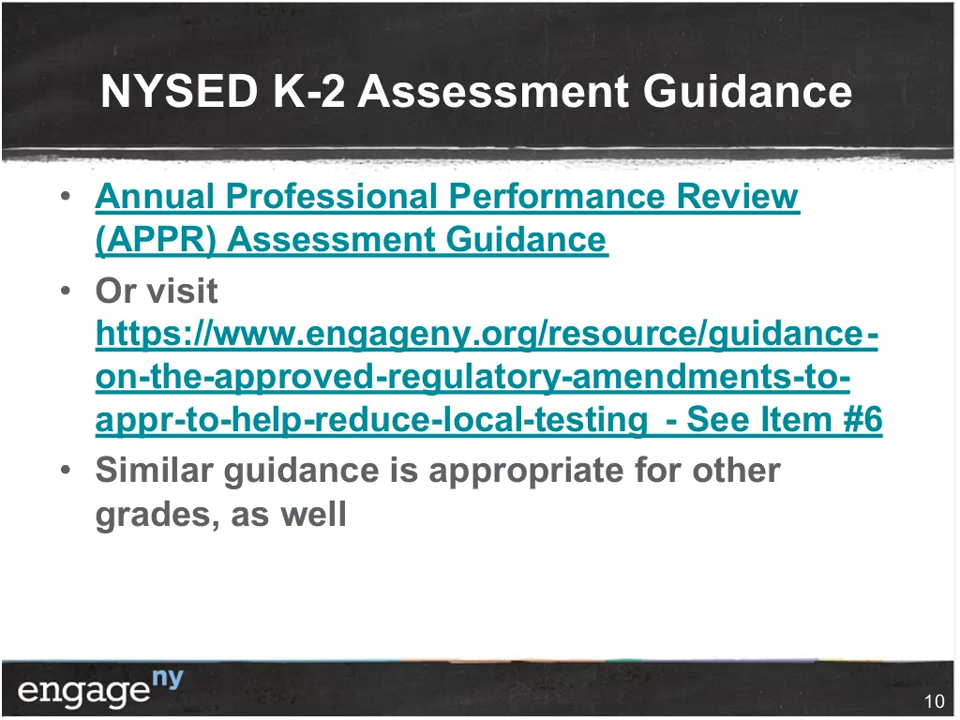 NYSED K-2 Assessment Guidance
• Annual Professional Performance Review
(APPR) Assessment Guidance
• Or visit
https://www.engageny.org/resource/guidance-
on-the-approved-regulatory-amendments-to-
appr-to-help-reduce-local-testing - See Item #6
• Similar guidance is appropriate for other
grades, as well
engage ny
10